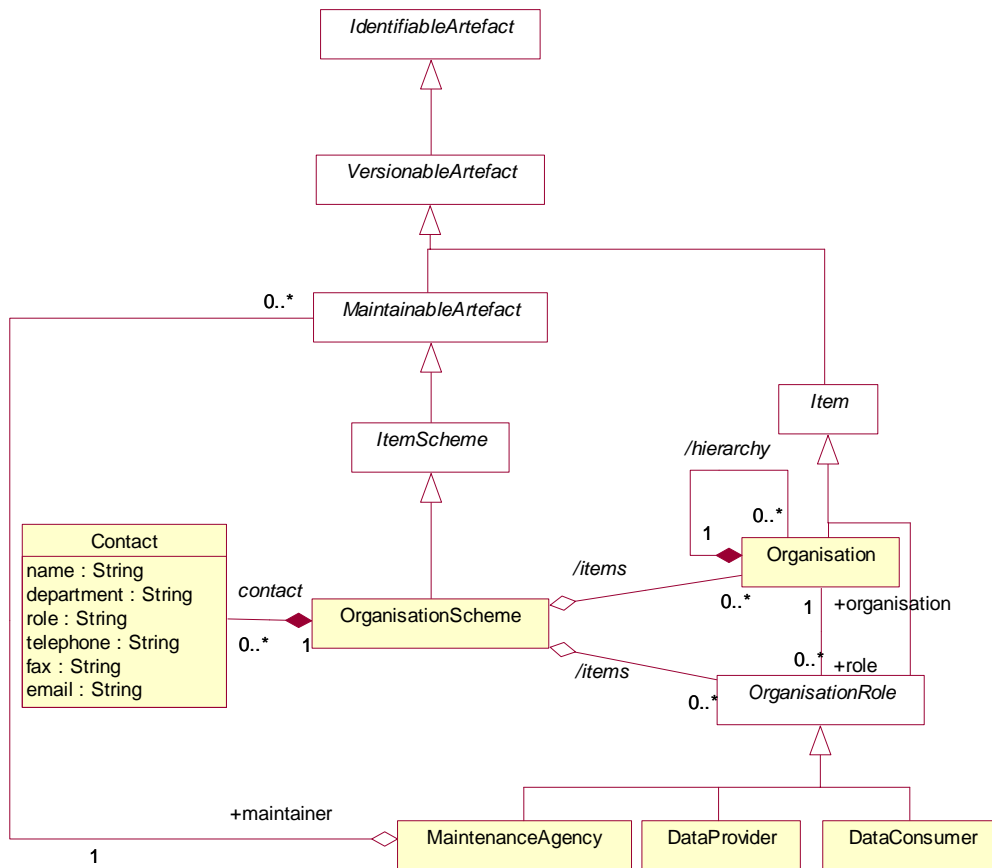 IdentifiableArtefact
VersionableArtefact
0..*
MaintainableArtefact
Item
ItemScheme
/hierarchy
0..*
1
Organisation
Contact
name : String
department : String
role : String
telephone : String
fax : String
email : String
contact
0..*
1
OrganisationScheme
/items
0..*
1
+organisation
0..*
+role
/items
0..*
OrganisationRole
+maintainer
1
MaintenanceAgency
DataProvider
DataConsumer